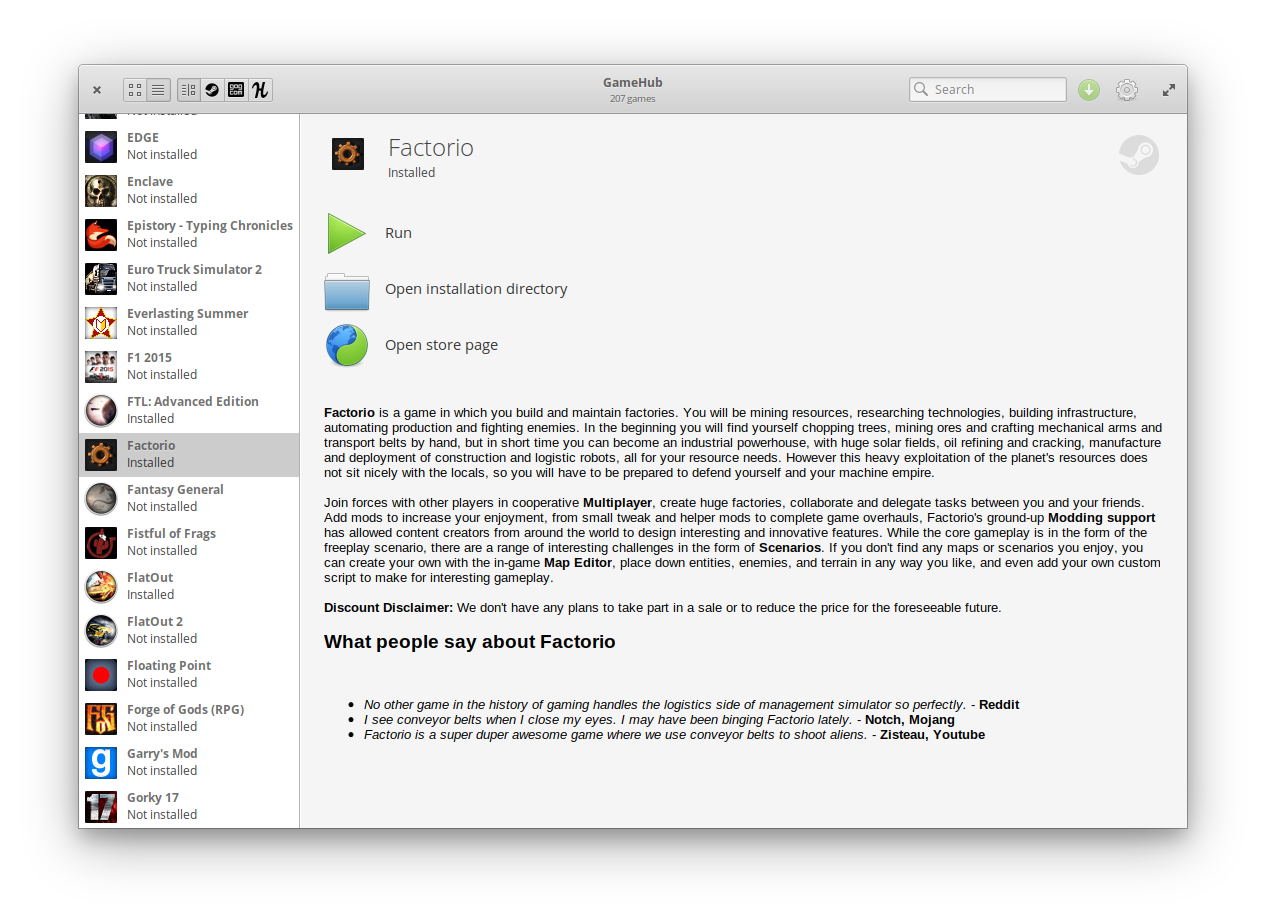 GameHub
207 games
gog
com
Search
Not installed
EDGE
Not installed
Enclave
Not installed
Epistory - Typing Chronicles
Not installed
Euro Truck Simulator 2
Not installed
Everlasting Summer
Not installed
F1 2015
Not installed
FTL: Advanced Edition
Installed
Factorio
Installed
Fantasy General
Not installed
Fistful of Frags
Not installed
FlatOut
Installed
FlatOut 2
Not installed
Floating Point
Not installed
Forge of Gods (RPG)
Not installed
g
Garry's Mod
Not installed
17
Gorky 17
Not installed
Factorio
Installed
Run
Open installation directory
Open store page
Factorio is a game in which you build and maintain factories. You will be mining resources, researching technologies, building infrastructure,
automating production and fighting enemies. In the beginning you will find yourself chopping trees, mining ores and crafting mechanical arms and
transport belts by hand, but in short time you can become an industrial powerhouse, with huge solar fields, oil refining and cracking, manufacture
and deployment of construction and logistic robots, all for your resource needs. However this heavy exploitation of the planet's resources does
not sit nicely with the locals, so you will have to be prepared to defend yourself and your machine empire.
Join forces with other players in cooperative Multiplayer, create huge factories, collaborate and delegate tasks between you and your friends.
Add mods to increase your enjoyment, from small tweak and helper mods to complete game overhauls, Factorio's ground-up Modding support
has allowed content creators from around the world to design interesting and innovative features. While the core gameplay is in the form of the
freeplay scenario, there are a range of interesting challenges in the form of Scenarios. If you don't find any maps or scenarios you enjoy, you
can create your own with the in-game Map Editor, place down entities, enemies, and terrain in any way you like, and even add your own custom
script to make for interesting gameplay.
Discount Disclaimer: We don't have any plans to take part in a sale or to reduce the price for the foreseeable future.
What people say about Factorio
• No other game in the history of gaming handles the logistics side of management simulator so perfectly. - Reddit
• I see conveyor belts when I close my eyes. I may have been binging Factorio lately. - Notch, Mojang
• Factorio is a super duper awesome game where we use conveyor belts to shoot aliens. - Zisteau, Youtube